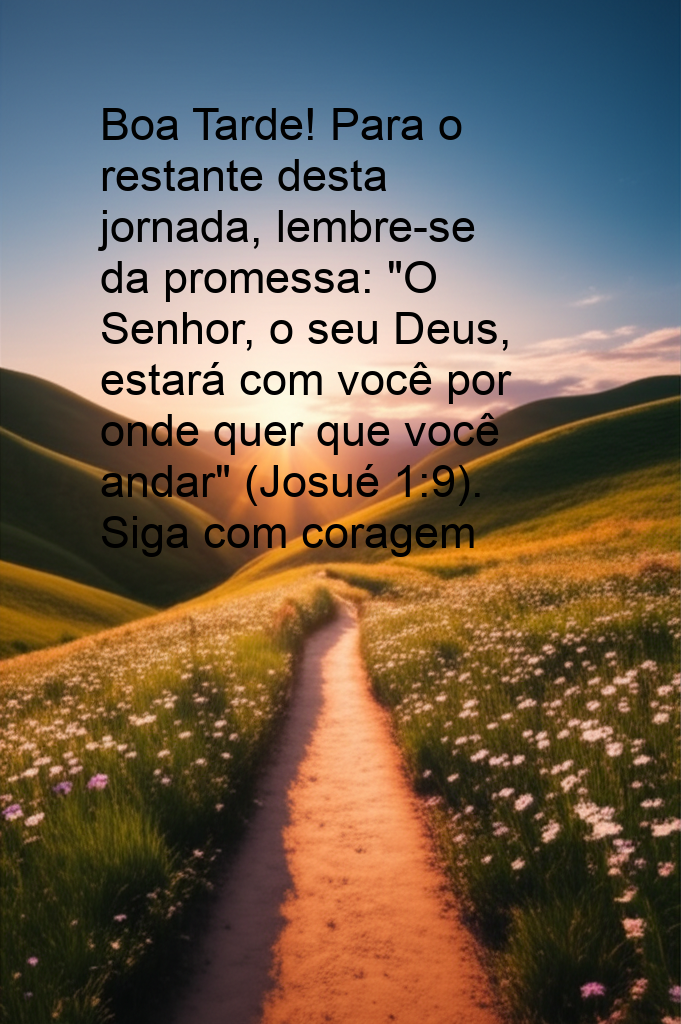 Boa Tarde! Para o
restante desta
jornada, lembre-se
da promessa: "O
Senhor, o seu Deus,
estará com você por
onde quer que você
andar" (Josué 1:9).
Siga com coragem